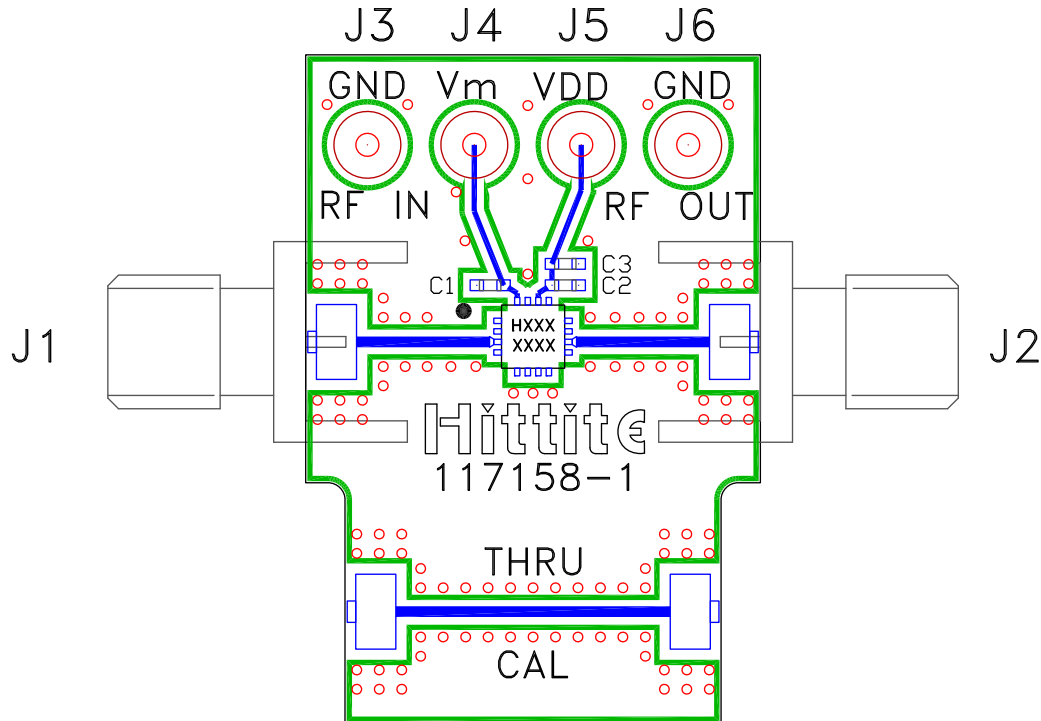 J3 J4 J5 J6
GND Vm VDD GND
RF IN RF OUT
C3
C1 C2
HXXX
J1 XXXX J2
Hittite
117158-1
THRU
CAL